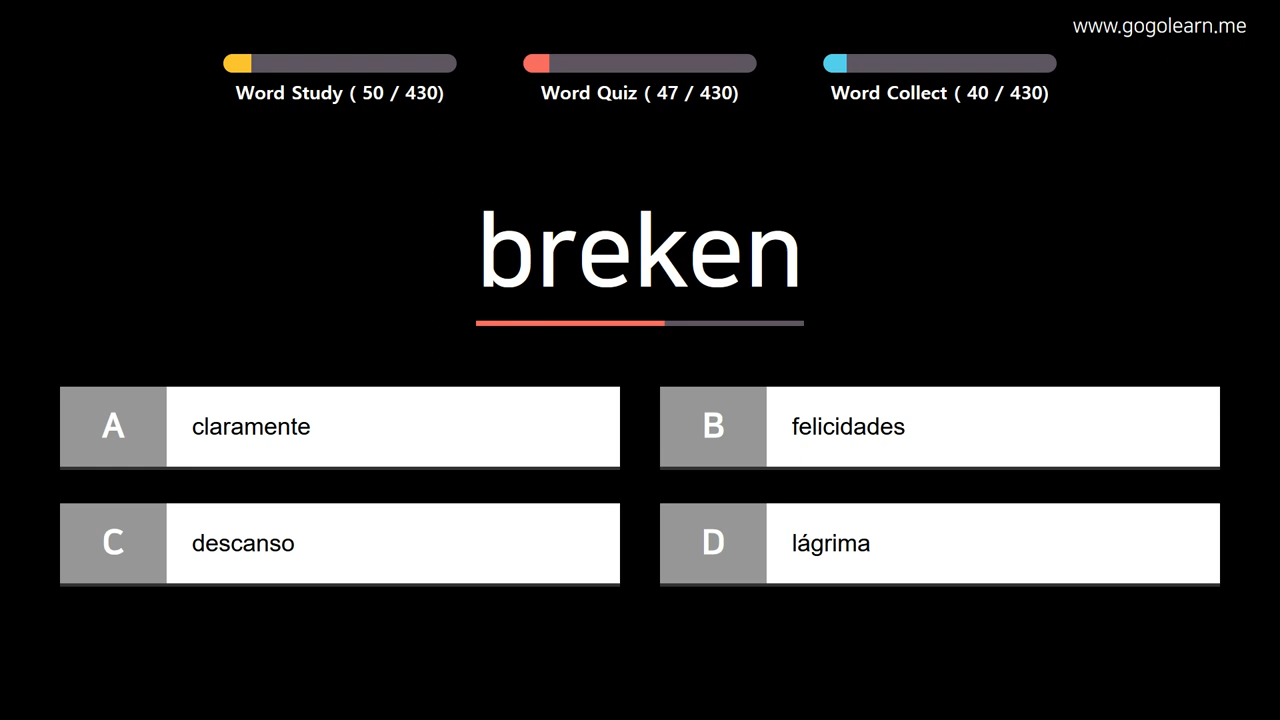 www.gogolearn.me
Word Study ( 50 / 430)
Word Quiz ( 47 / 430)
Word Collect ( 40 / 430)
breken
A claramente
B felicidades
C descanso
D lágrima